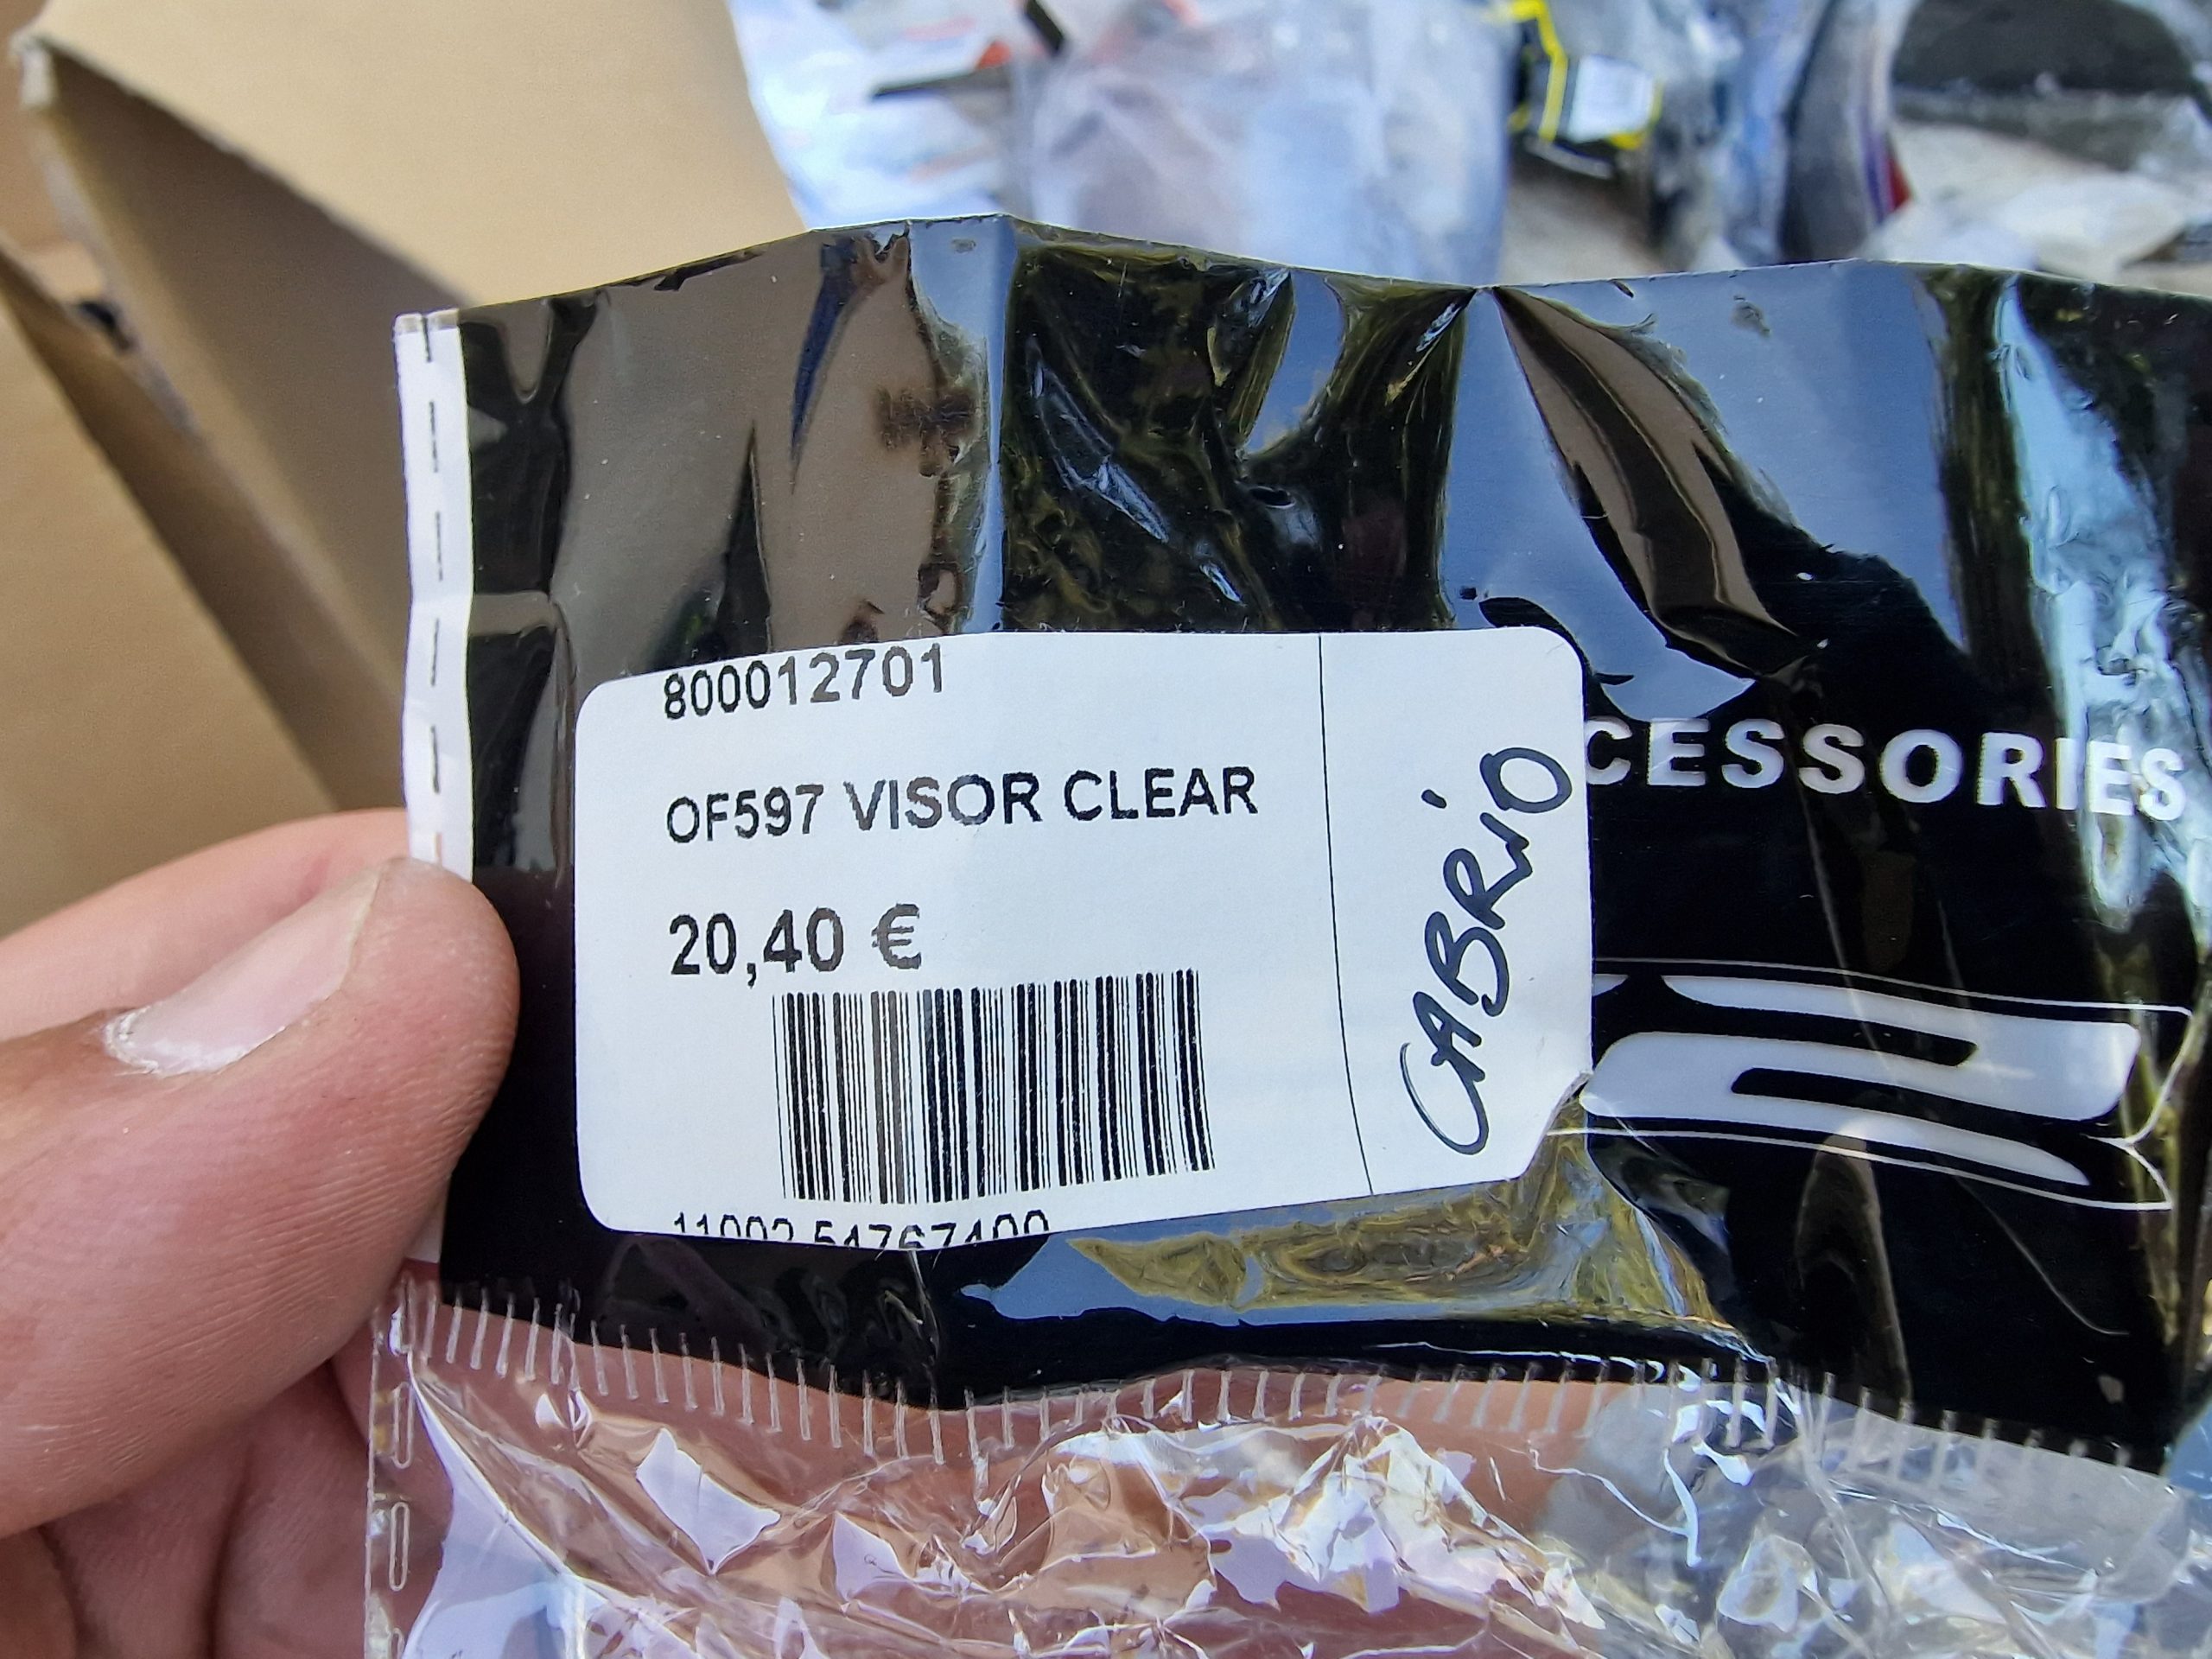 800012701
OF597 VISOR CLEAR
20,40 €
CABRIO
CESSORIES